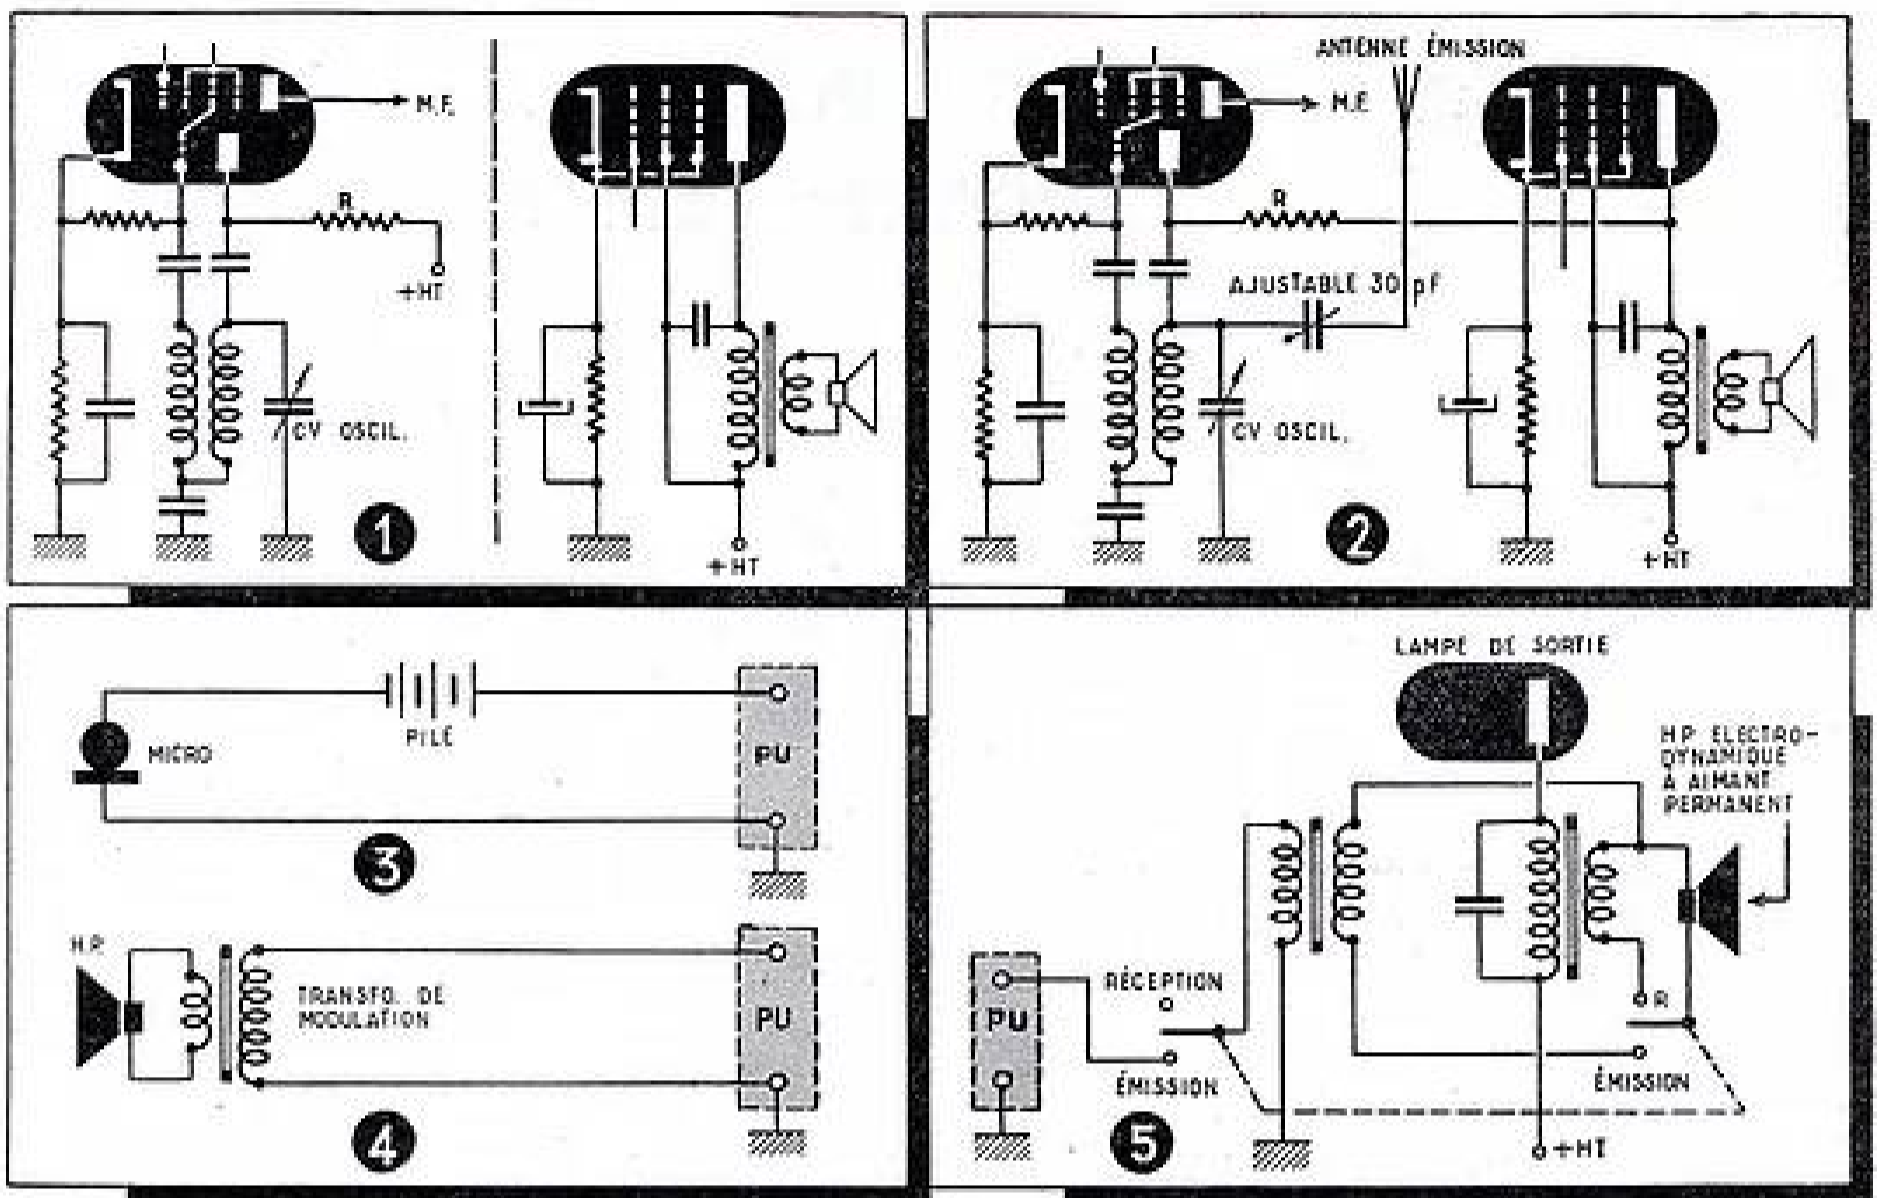 M.F.
R
+HT
CV OSCIL.
1
+HT
ANTENNE ÉMISSION
M.F
R
AJUSTABLE 30 pF
CV OSCIL.
2
+HT
PILE
MICRO
PU
3
H.P.
TRANSFO. DE
MODULATION
PU
4
LAMPE DE SORTIE
H.P. ELECTRO-
DYNAMIQUE
A AIMANT
PERMANENT
RÉCEPTION
R
PU
ÉMISSION
ÉMISSION
5
+HT